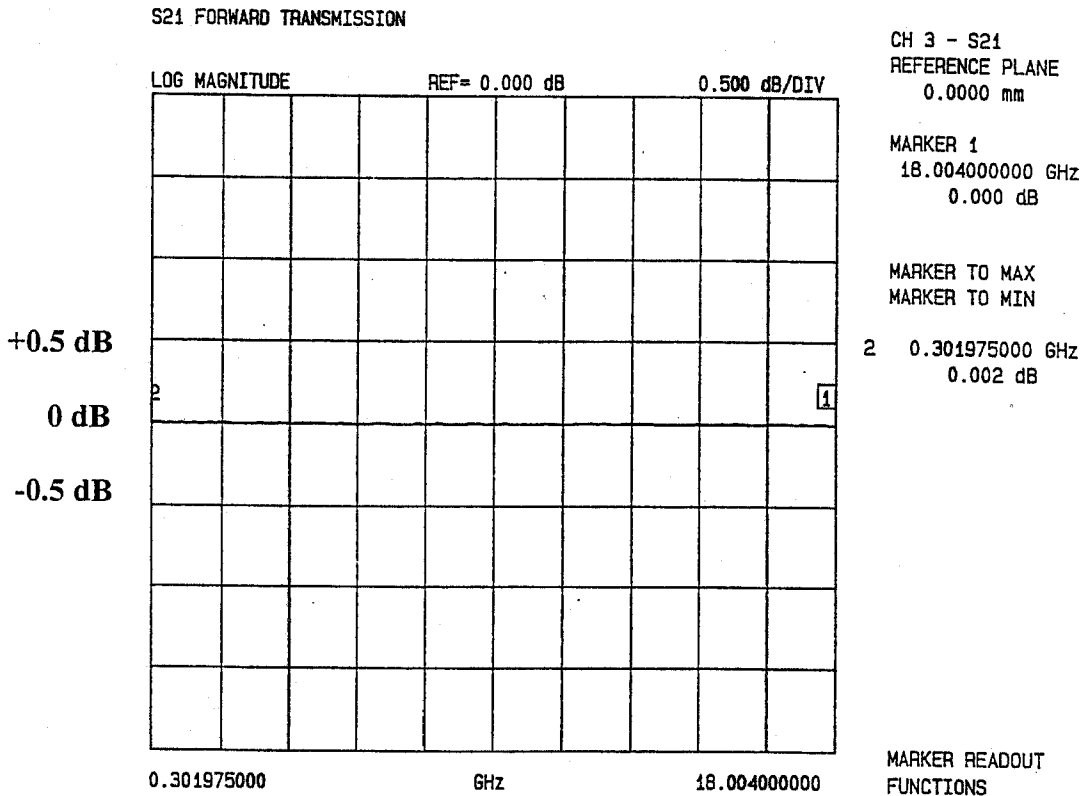 S21 FORWARD TRANSMISSION
LOG MAGNITUDE REF= 0.000 dB 0.500 dB/DIV
+0.5 dB
0 dB
-0.5 dB
2
1
0.301975000 GHz 18.004000000
CH 3 - S21
REFERENCE PLANE
0.0000 mm
MARKER 1
18.004000000 GHz
0.000 dB
MARKER TO MAX
MARKER TO MIN
2 0.301975000 GHz
0.002 dB
MARKER READOUT
FUNCTIONS